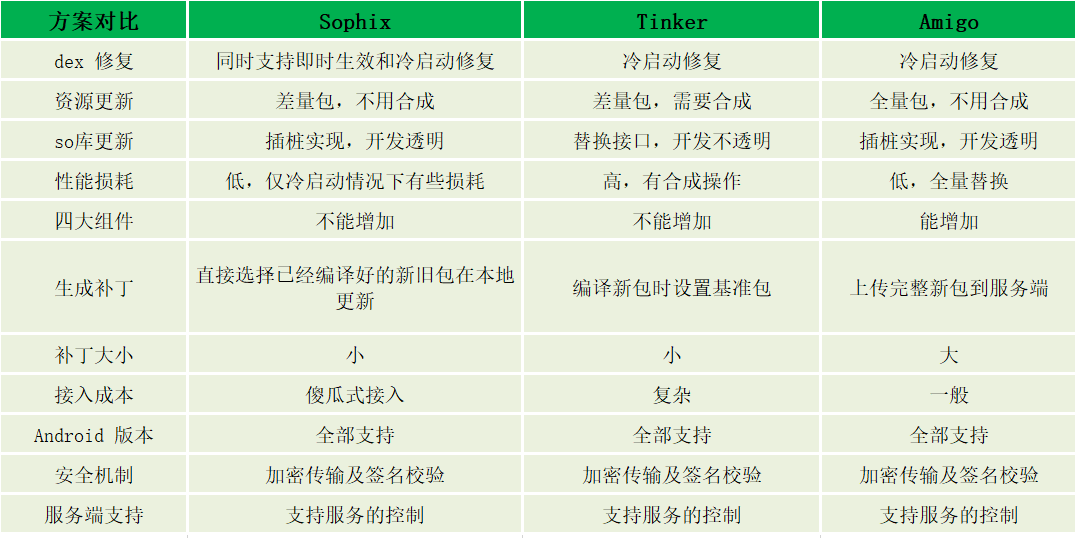 方案对比 Sophix Tinker Amigo
dex 修复 同时支持即时生效和冷启动修复 冷启动修复 冷启动修复
资源更新 差量包，不用合成 差量包，需要合成 全量包，不用合成
so库更新 插桩实现，开发透明 替换接口，开发不透明 插桩实现，开发透明
性能损耗 低，仅冷启动情况下有些损耗 高，有合成操作 低，全量替换
四大组件 不能增加 不能增加 能增加
生成补丁 直接选择已经编译好的新旧包在本地
更新 编译新包时设置基准包 上传完整新包到服务端
补丁大小 小 小 大
接入成本 傻瓜式接入 复杂 一般
Android 版本 全部支持 全部支持 全部支持
安全机制 加密传输及签名校验 加密传输及签名校验 加密传输及签名校验
服务端支持 支持服务的控制 支持服务的控制 支持服务的控制